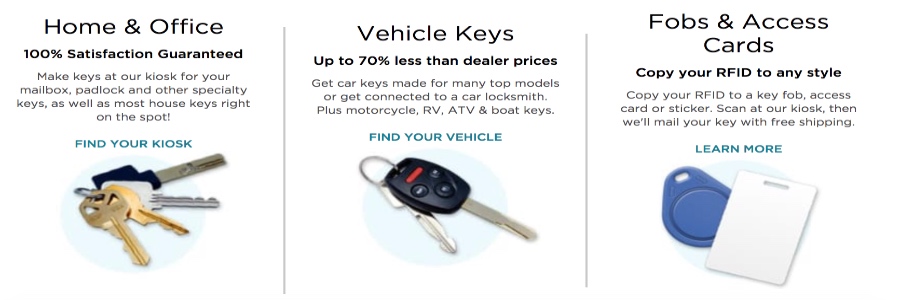 Home & Office
100% Satisfaction Guaranteed
Make keys at our kiosk for your
mailbox, padlock and other specialty
keys, as well as most house keys right
on the spot!
FIND YOUR KIOSK
Vehicle Keys
Up to 70% less than dealer prices
Get car keys made for many top models
or get connected to a car locksmith.
Plus motorcycle, RV, ATV & boat keys.
FIND YOUR VEHICLE
Fobs & Access
Cards
Copy your RFID to any style
Copy your RFID to a key fob, access
card or sticker. Scan at our kiosk, then
we'll mail your key with free shipping.
LEARN MORE